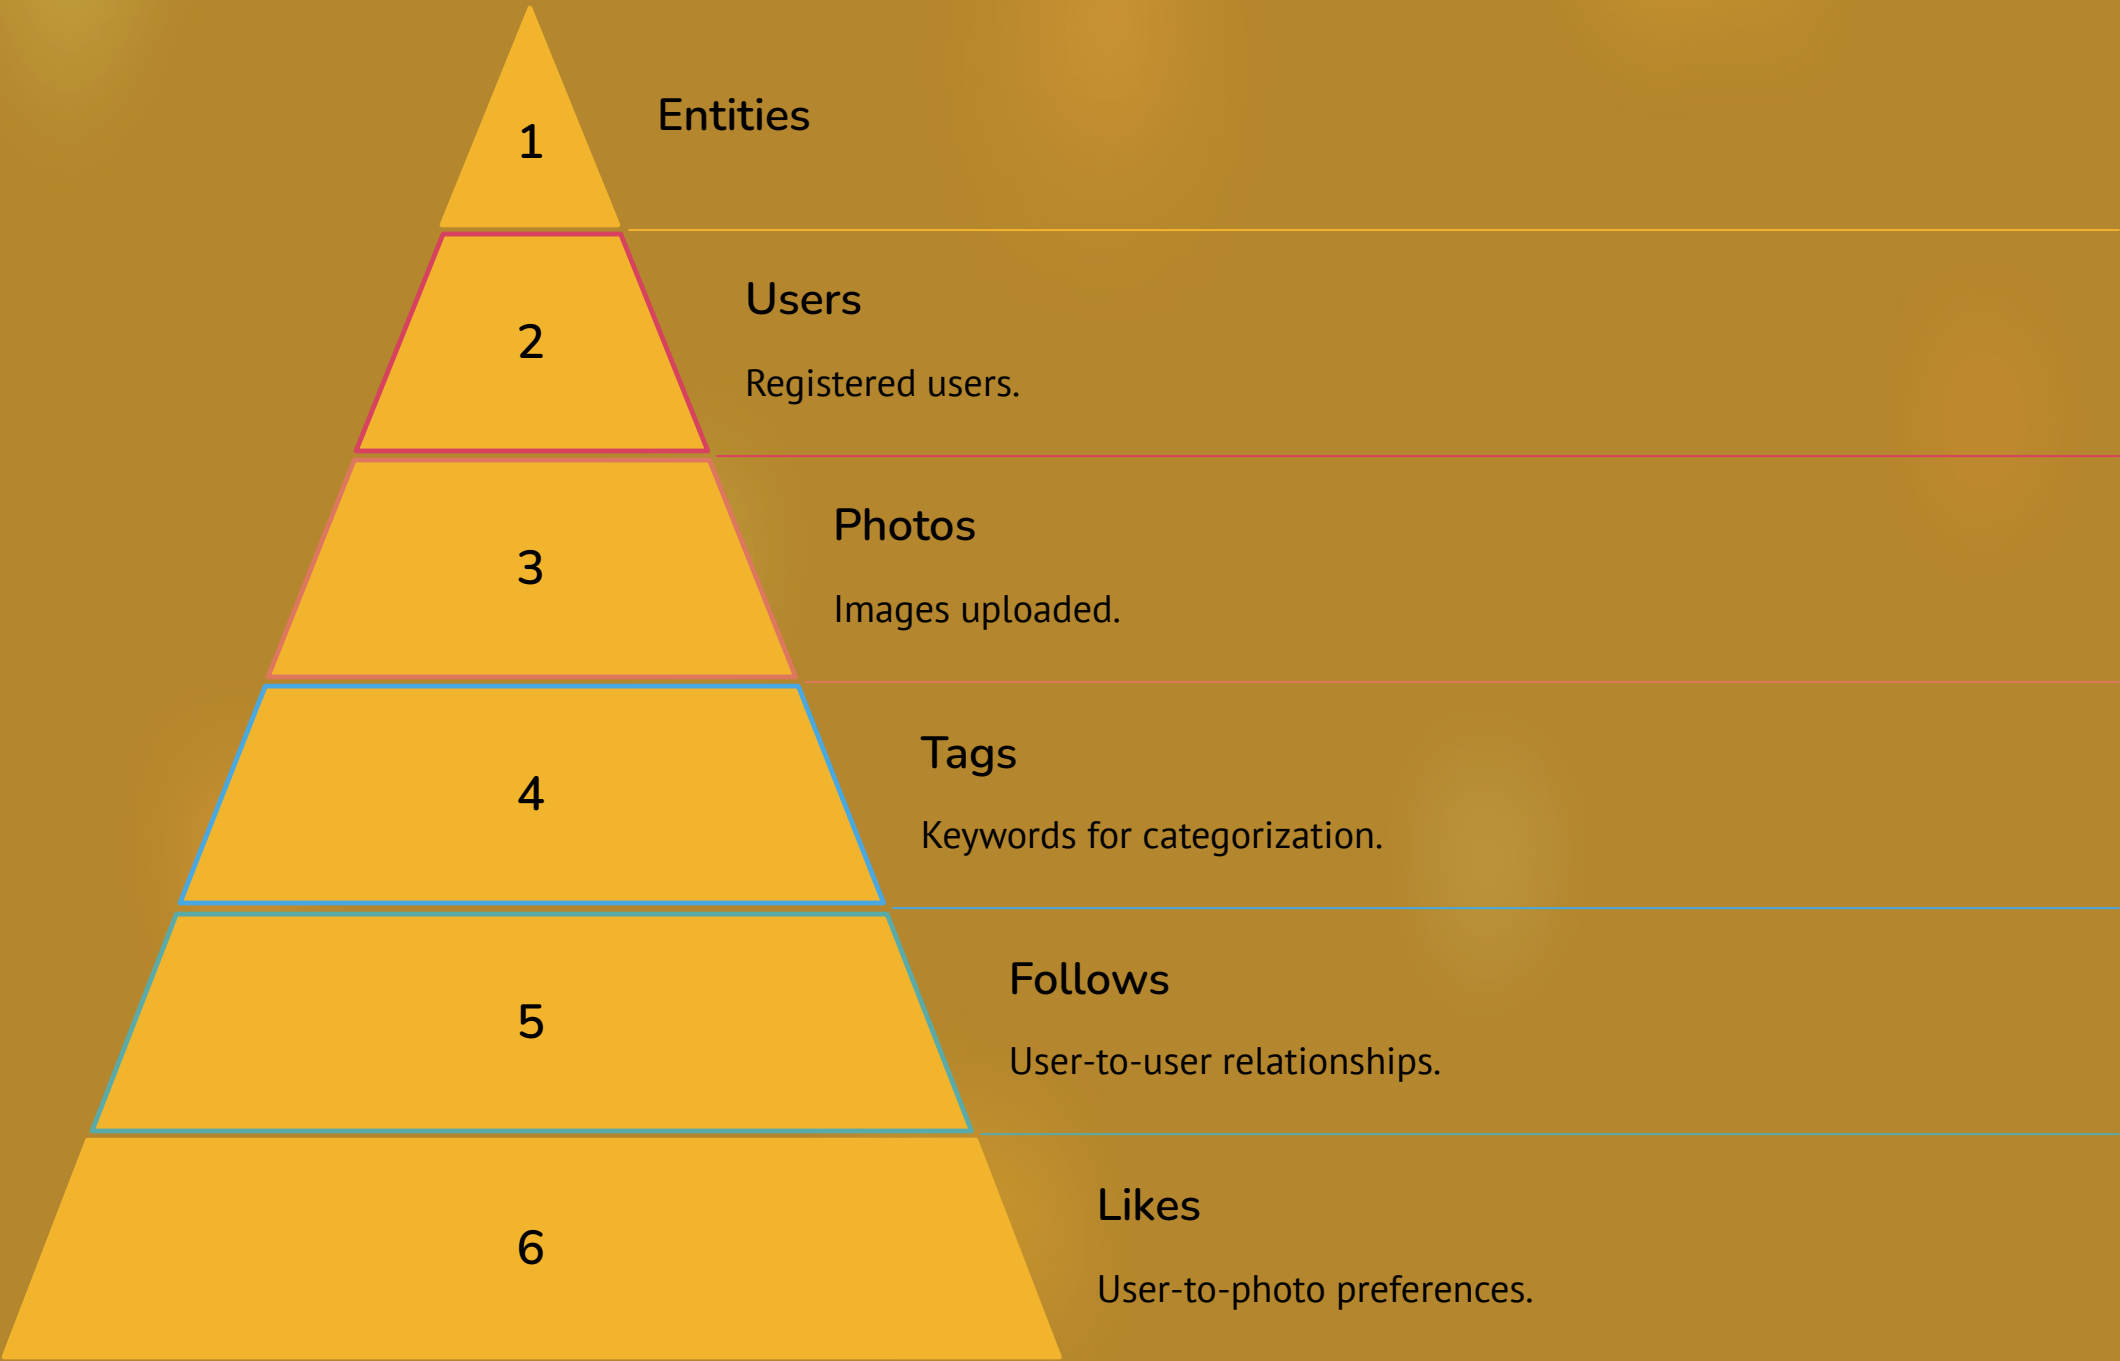 1
Entities
2
Users
Registered users.
3
Photos
Images uploaded.
4
Tags
Keywords for categorization.
5
Follows
User-to-user relationships.
6
Likes
User-to-photo preferences.